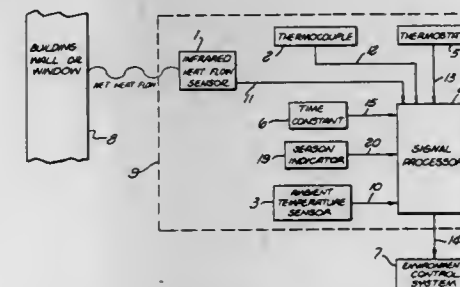 BUILDING
WALL OR
WINDOW
8
NET HEAT FLOW
9
1
INFRARED
HEAT FLOW
SENSOR
11
2
THERMOCOUPLE
12
THERMOSTAT
5
13
TIME
CONSTANT
6
15
SEASON
INDICATOR
19
20
AMBIENT
TEMPERATURE
SENSOR
3
10
SIGNAL
PROCESSOR
14
7
ENVIRONMENT
CONTROL
SYSTEM